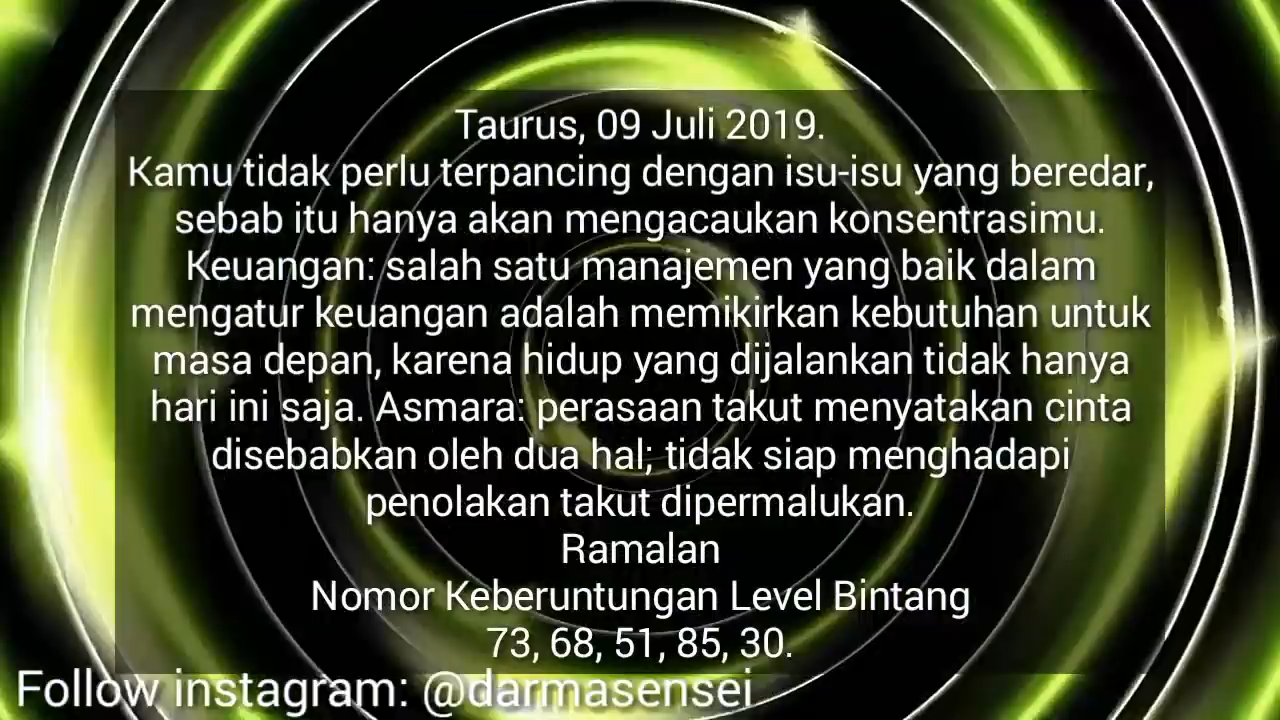 Taurus, 09 Juli 2019.
Kamu tidak perlu terpancing dengan isu-isu yang beredar,
sebab itu hanya akan mengacaukan konsentrasimu.
Keuangan: salah satu manajemen yang baik dalam
mengatur keuangan adalah memikirkan kebutuhan untuk
masa depan, karena hidup yang dijalankan tidak hanya
hari ini saja. Asmara: perasaan takut menyatakan cinta
disebabkan oleh dua hal; tidak siap menghadapi
penolakan takut dipermalukan.
Ramalan
Nomor Keberuntungan Level Bintang
73, 68, 51, 85, 30.
Follow instagram: @darmasensei